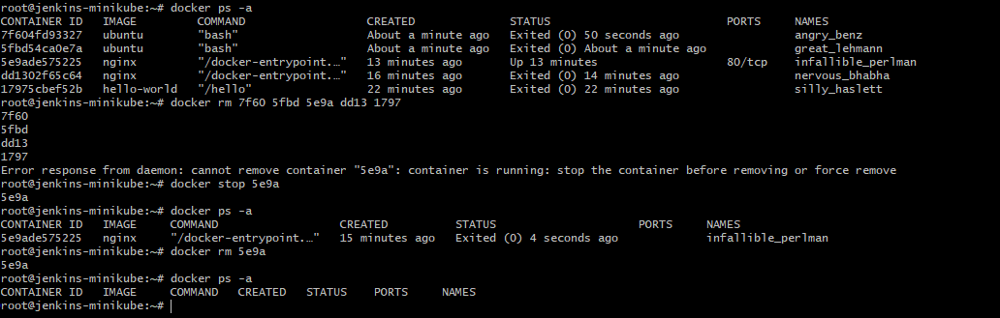 root@jenkins-minikube:~# docker ps -a
CONTAINER ID   IMAGE         COMMAND                  CREATED              STATUS                          PORTS     NAMES
7f604fd93327   ubuntu        "bash"                   About a minute ago   Exited (0) 50 seconds ago                 angry_benz
5fbd54ca0e7a   ubuntu        "bash"                   About a minute ago   Exited (0) About a minute ago             great_lehmann
5e9ade575225   nginx         "/docker-entrypoint.…"   13 minutes ago       Up 13 minutes                   80/tcp    infallible_perlman
dd1302f65c64   nginx         "/docker-entrypoint.…"   16 minutes ago       Exited (0) 14 minutes ago                 nervous_bhabha
17975cbef52b   hello-world   "/hello"                 22 minutes ago       Exited (0) 22 minutes ago                 silly_haslett
root@jenkins-minikube:~# docker rm 7f60 5fbd 5e9a dd13 1797
7f60
5fbd
dd13
1797
Error response from daemon: cannot remove container "5e9a": container is running: stop the container before removing or force remove
root@jenkins-minikube:~# docker stop 5e9a
5e9a
root@jenkins-minikube:~# docker ps -a
CONTAINER ID   IMAGE     COMMAND                  CREATED          STATUS                     PORTS     NAMES
5e9ade575225   nginx     "/docker-entrypoint.…"   15 minutes ago   Exited (0) 4 seconds ago             infallible_perlman
root@jenkins-minikube:~# docker rm 5e9a
5e9a
root@jenkins-minikube:~# docker ps -a
CONTAINER ID   IMAGE     COMMAND   CREATED   STATUS    PORTS     NAMES
root@jenkins-minikube:~#